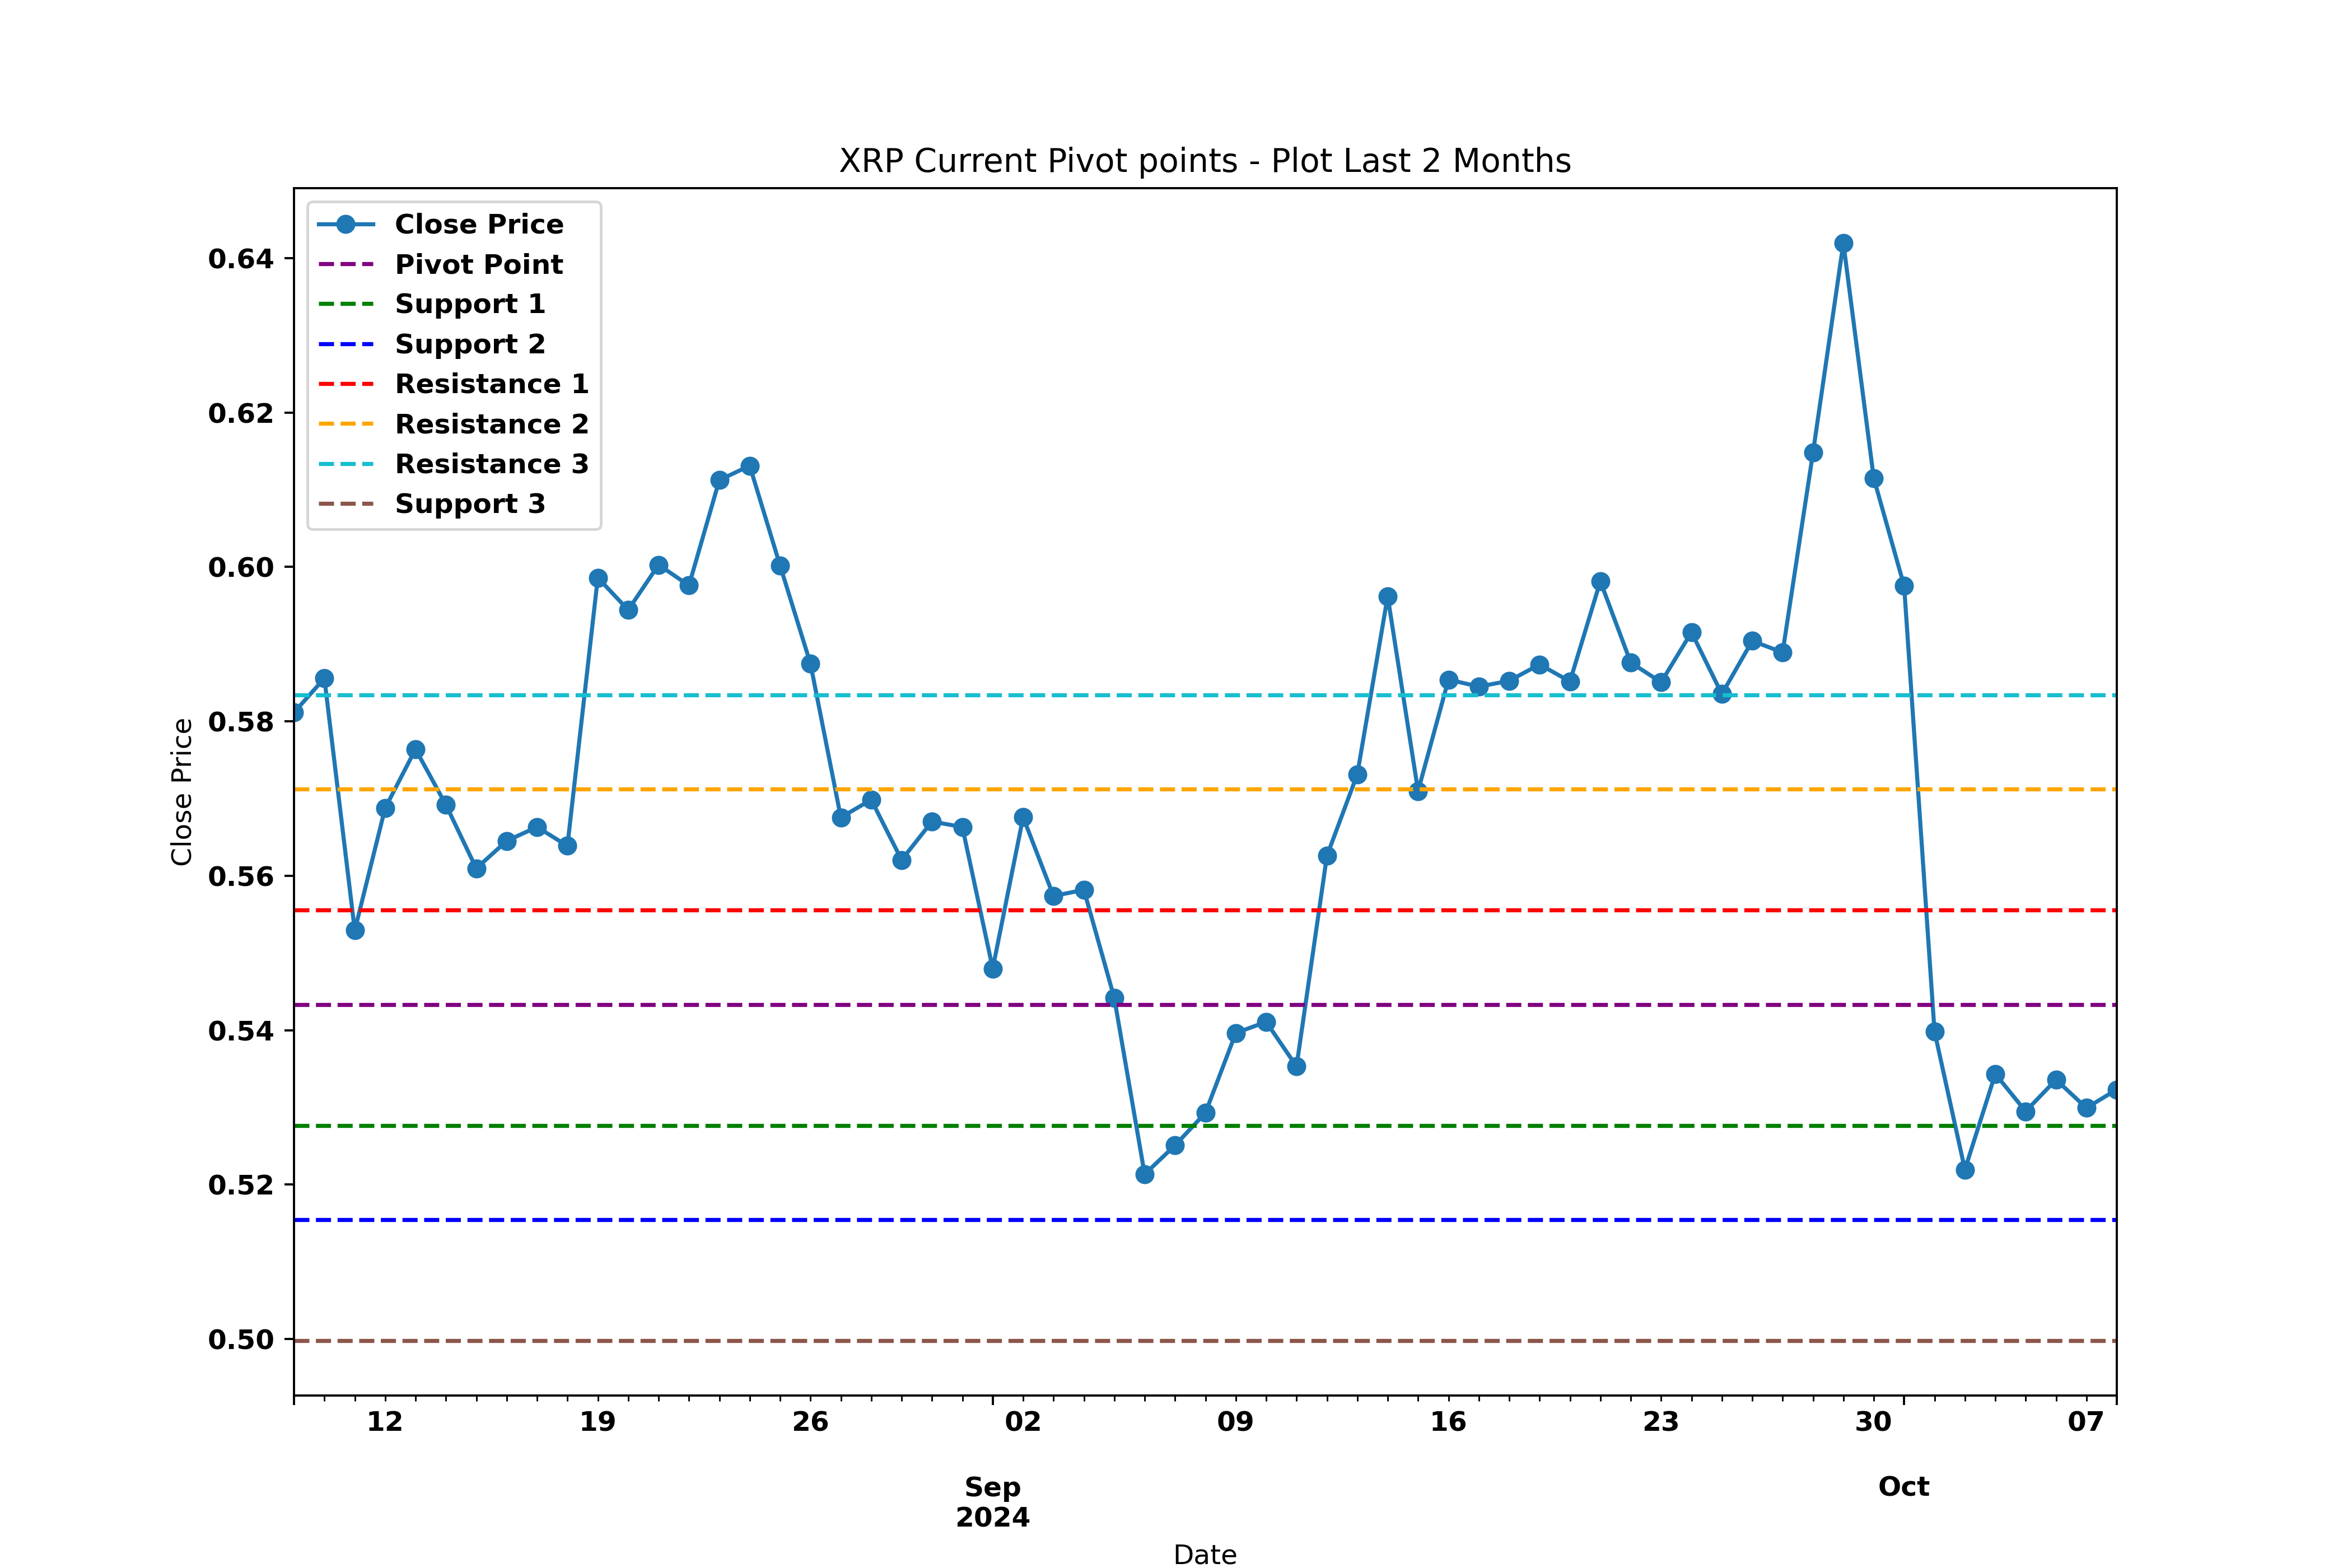 XRP Current Pivot points - Plot Last 2 Months
Close Price
Pivot Point
Support 1
Support 2
Resistance 1
Resistance 2
Resistance 3
Support 3
0.64
0.62
0.60
0.58
0.56
0.54
0.52
0.50
Close Price
12 19 26 02 09 16 23 30 07
Sep Oct
2024
Date